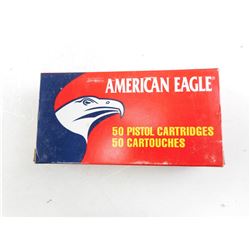 AMERICAN EAGLE®
50 PISTOL CARTRIDGES
50 CARTOUCHES